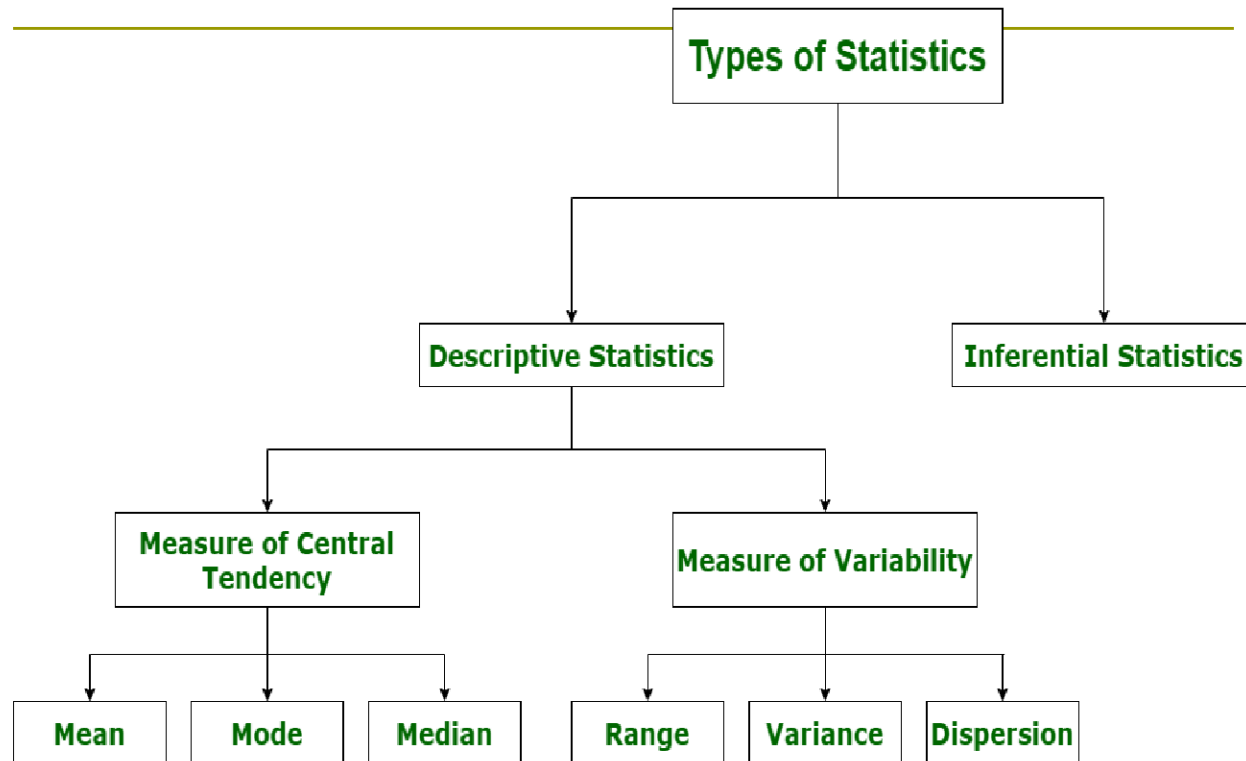 Types of Statistics
Descriptive Statistics
Inferential Statistics
Measure of Central
Tendency
Measure of Variability
Mean
Mode
Median
Range
Variance
Dispersion